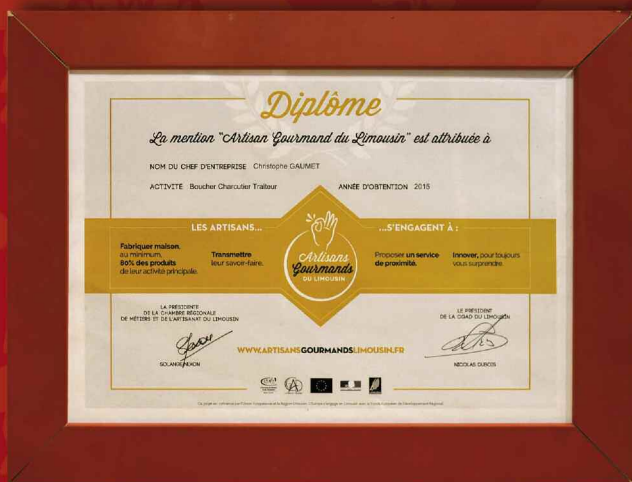 Diplôme
La mention "Artisan Gourmand du Limousin" est attribuée à
NOM DU CHEF D'ENTREPRISE Christophe GAUMET
ACTIVITÉ Boucher Charcutier Traiteur ANNÉE D'OBTENTION 2015
LES ARTISANS... ...S'ENGAGENT À :
Fabriquer maison,
au minimum,
80% des produits
de leur activité principale.
Transmettre
leur savoir-faire.
Artisans
Gourmands
DU LIMOUSIN
Proposer un service
de proximité.
Innover, pour toujours
vous surprendre.
LA PRÉSIDENTE
DE LA CHAMBRE RÉGIONALE
DE MÉTIERS ET DE L'ARTISANAT DU LIMOUSIN
LE PRÉSIDENT
DE LA CGAD DU LIMOUSIN
WWW.ARTISANSGOURMANDSLIMOUSIN.FR
NICOLAS